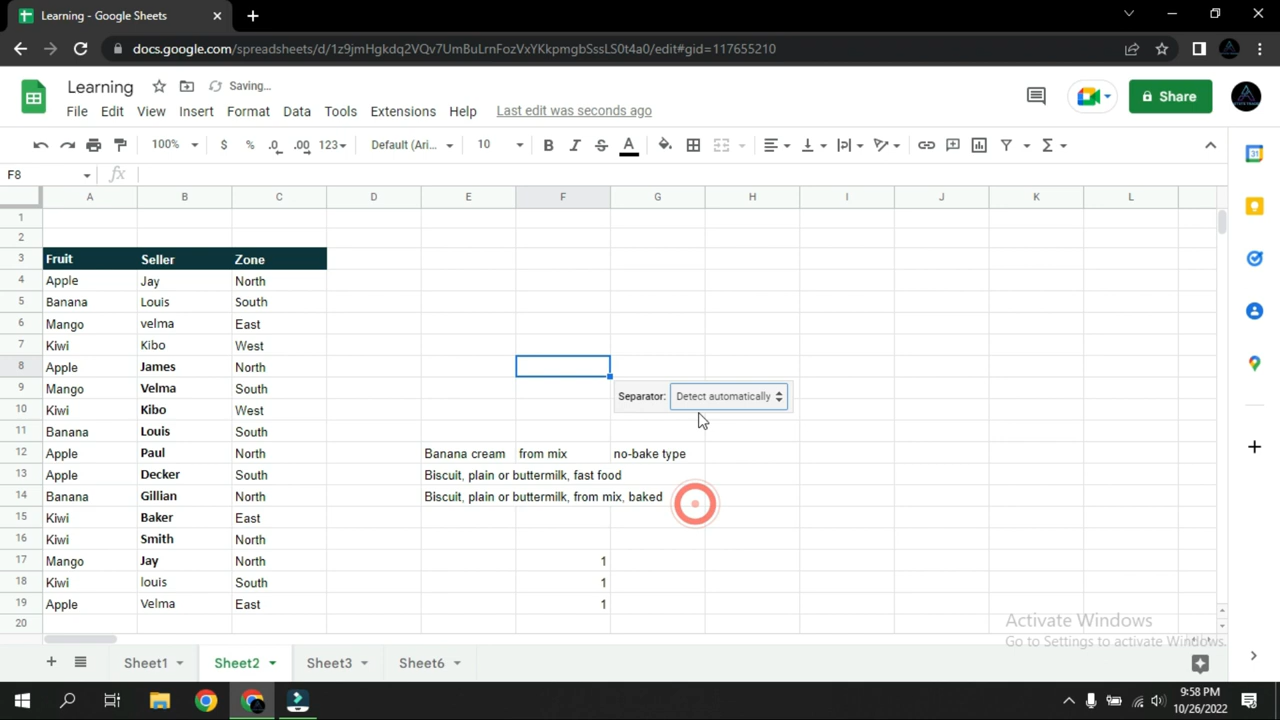 Learning - Google Sheets
docs.google.com/spreadsheets/d/1z9jmHgkdq2VQv7UmBuLrnFozVxYKkpmgbSssLS0t4a0/edit#gid=117655210
Learning Saving...
File Edit View Insert Format Data Tools Extensions Help Last edit was seconds ago
Share
100% $ % .0 .00 123 Default (Ari... 10 B I S A
F8 fx
A B C D E F G H I J K L
1
2
3 Fruit Seller Zone
4 Apple Jay North
5 Banana Louis South
6 Mango velma East
7 Kiwi Kibo West
8 Apple James North
9 Mango Velma South
Separator: Detect automatically
10 Kiwi Kibo West
11 Banana Louis South
12 Apple Paul North Banana cream from mix no-bake type
13 Apple Decker South Biscuit, plain or buttermilk, fast food
14 Banana Gillian North Biscuit, plain or buttermilk, from mix, baked
15 Kiwi Baker East
16 Kiwi Smith North
17 Mango Jay North 1
18 Kiwi louis South 1
19 Apple Velma East 1
20
Activate Windows
Go to Settings to activate Windows.
Sheet1 Sheet2 Sheet3 Sheet6
9:58 PM
10/26/2022